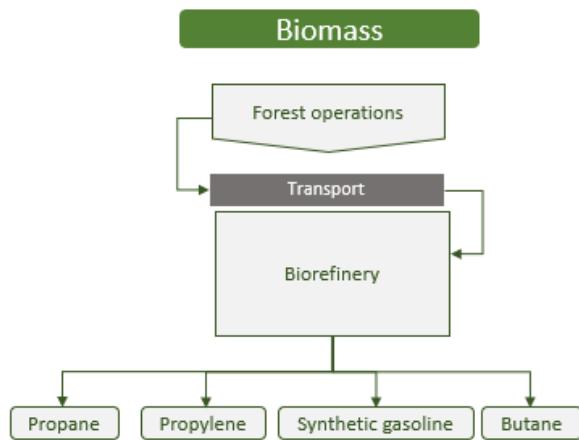 Biomass
Forest operations
Transport
Biorefinery
Propane
Propylene
Synthetic gasoline
Butane